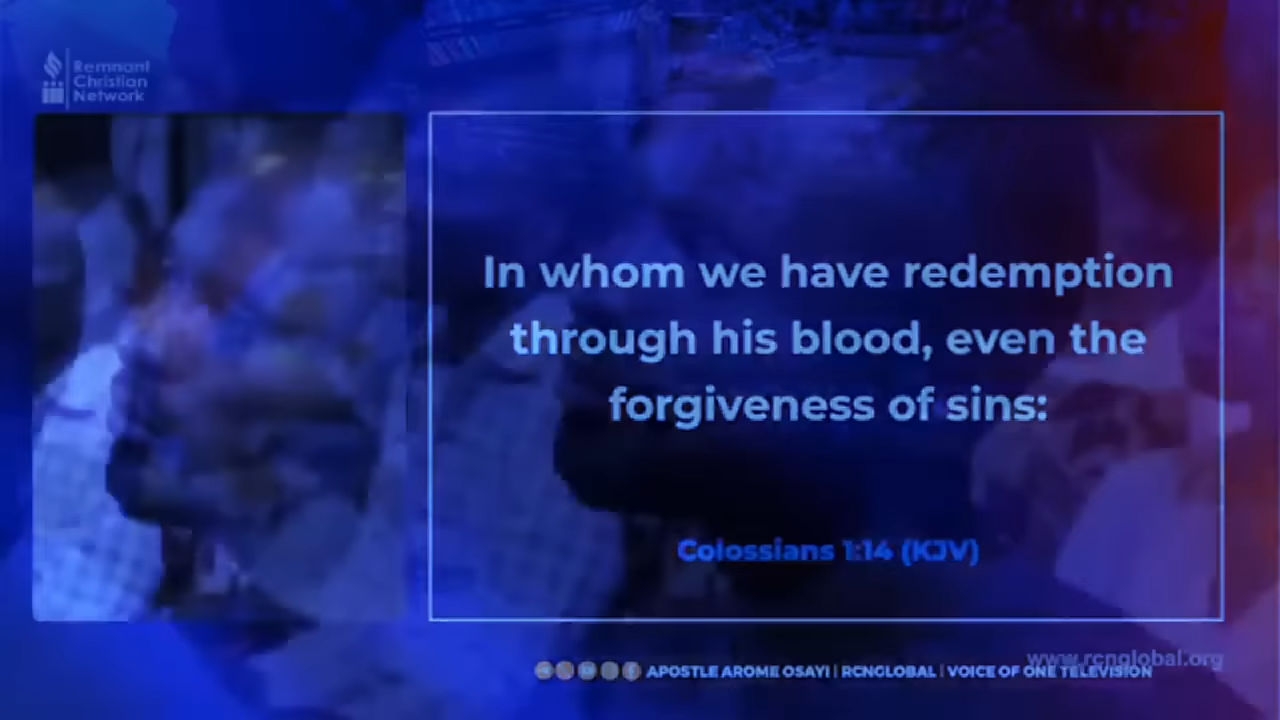 Remnant
Christian
Network
In whom we have redemption
through his blood, even the
forgiveness of sins:
Colossians 1:14 (KJV)
www.rcnglobal.org
APOSTLE AROME OSAYI | RCNGLOBAL | VOICE OF ONE TELEVISION